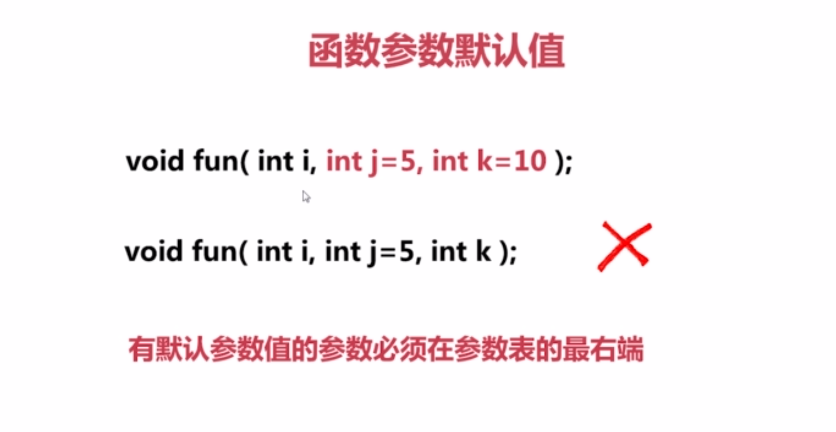 函数参数默认值
void fun( int i, int j=5, int k=10 );
void fun( int i, int j=5, int k );
有默认参数值的参数必须在参数表的最右端